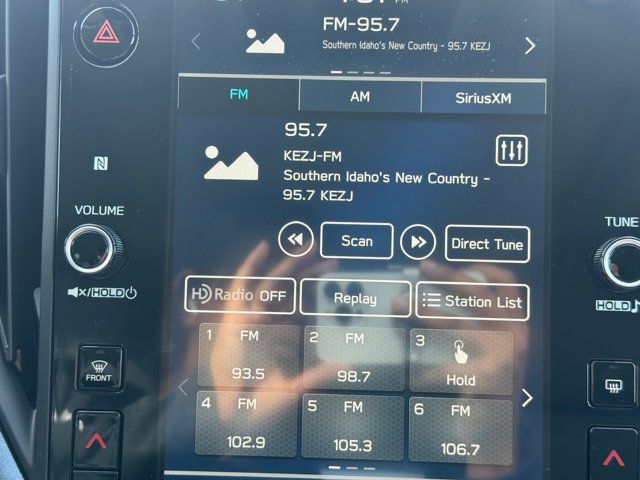 FM
FM-95.7
Southern Idaho's New Country - 95.7 KEZJ
FM
AM
SiriusXM
95.7
KEZJ-FM
Southern Idaho's New Country -
95.7 KEZJ
N
VOLUME
TUNE
Scan
Direct Tune
HOLD
HD Radio OFF
Replay
Station List
HOLD
1 FM
93.5
2 FM
98.7
3
Hold
FRONT
4 FM
102.9
5 FM
105.3
6 FM
106.7